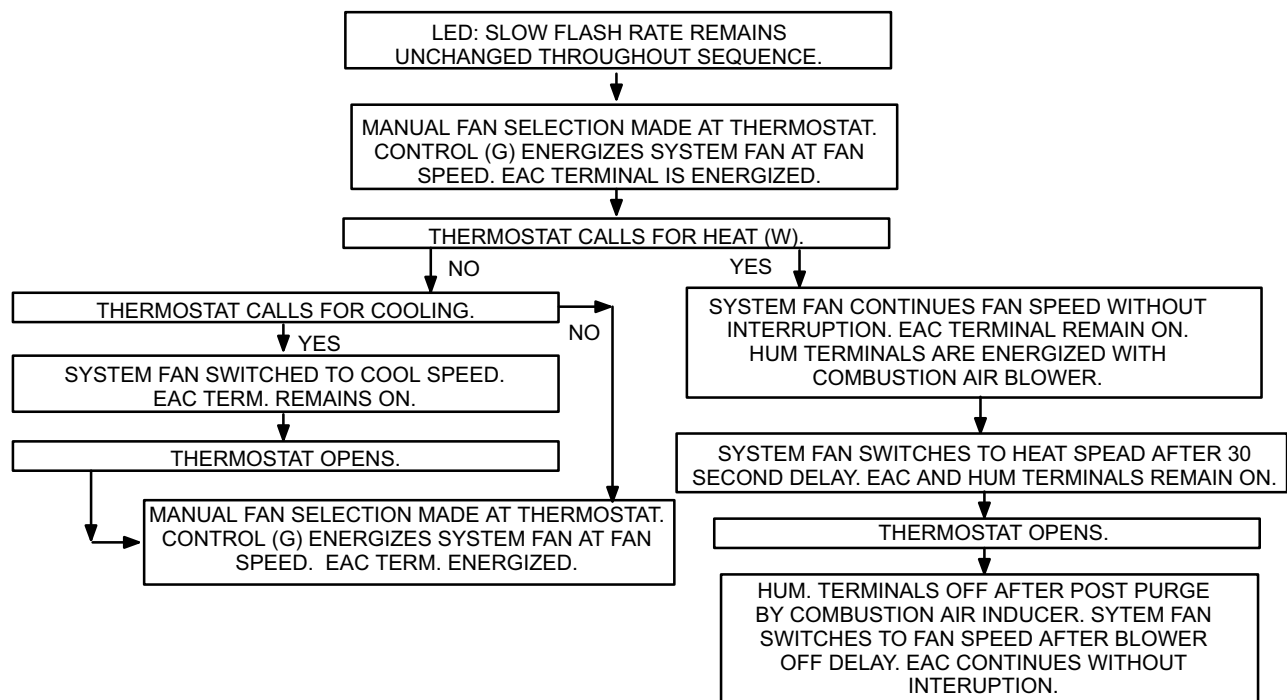 LED: SLOW FLASH RATE REMAINS
UNCHANGED THROUGHOUT SEQUENCE.
MANUAL FAN SELECTION MADE AT THERMOSTAT.
CONTROL (G) ENERGIZES SYSTEM FAN AT FAN
SPEED. EAC TERMINAL IS ENERGIZED.
THERMOSTAT CALLS FOR HEAT (W).
NO
YES
THERMOSTAT CALLS FOR COOLING.
NO
YES
SYSTEM FAN SWITCHED TO COOL SPEED.
EAC TERM. REMAINS ON.
THERMOSTAT OPENS.
MANUAL FAN SELECTION MADE AT THERMOSTAT.
CONTROL (G) ENERGIZES SYSTEM FAN AT FAN
SPEED. EAC TERM. ENERGIZED.
SYSTEM FAN CONTINUES FAN SPEED WITHOUT
INTERRUPTION. EAC TERMINAL REMAIN ON.
HUM TERMINALS ARE ENERGIZED WITH
COMBUSTION AIR BLOWER.
SYSTEM FAN SWITCHES TO HEAT SPEAD AFTER 30
SECOND DELAY. EAC AND HUM TERMINALS REMAIN ON.
THERMOSTAT OPENS.
HUM. TERMINALS OFF AFTER POST PURGE
BY COMBUSTION AIR INDUCER. SYTEM FAN
SWITCHES TO FAN SPEED AFTER BLOWER
OFF DELAY. EAC CONTINUES WITHOUT
INTERUPTION.